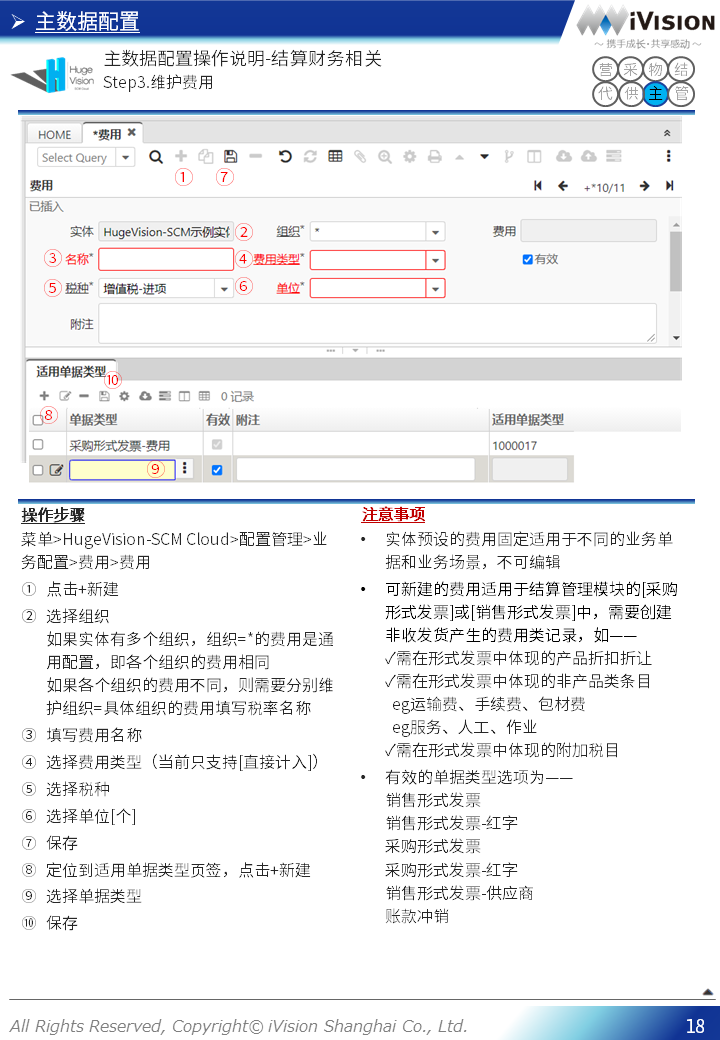 ➢ 主数据配置
iVision
～ 携手成长·共享感动 ～
Huge
Vision
主数据配置操作说明-结算财务相关
Step3.维护费用
营 采 物 结
代 供 主 管
HOME
*费用
Select Query
① ⑦
费用
+*10/11
已插入
实体 HugeVision-SCM示例实体 ② 组织* * 费用
③ 名称* ④ 费用类型* 有效
⑤ 税种* 增值税-进项 ⑥ 单位*
附注
适用单据类型
⑩
0 记录
⑧ 单据类型 有效 附注 适用单据类型
采购形式发票-费用 1000017
⑨
操作步骤
菜单>HugeVision-SCM Cloud>配置管理>业
务配置>费用>费用
① 点击+新建
② 选择组织
如果实体有多个组织，组织=*的费用是通
用配置，即各个组织的费用相同
如果各个组织的费用不同，则需要分别维
护组织=具体组织的费用填写税率名称
③ 填写费用名称
④ 选择费用类型（当前只支持[直接计入]）
⑤ 选择税种
⑥ 选择单位[个]
⑦ 保存
⑧ 定位到适用单据类型页签，点击+新建
⑨ 选择单据类型
⑩ 保存
注意事项
• 实体预设的费用固定适用于不同的业务单
据和业务场景，不可编辑
• 可新建的费用适用于结算管理模块的[采购
形式发票]或[销售形式发票]中，需要创建
非收发货产生的费用类记录，如——
✓需在形式发票中体现的产品折扣折让
✓需在形式发票中体现的非产品类条目
eg运输费、手续费、包材费
eg服务、人工、作业
✓需在形式发票中体现的附加税目
• 有效的单据类型选项为——
销售形式发票
销售形式发票-红字
采购形式发票
采购形式发票-红字
销售形式发票-供应商
账款冲销
All Rights Reserved, Copyright© iVision Shanghai Co., Ltd.
18